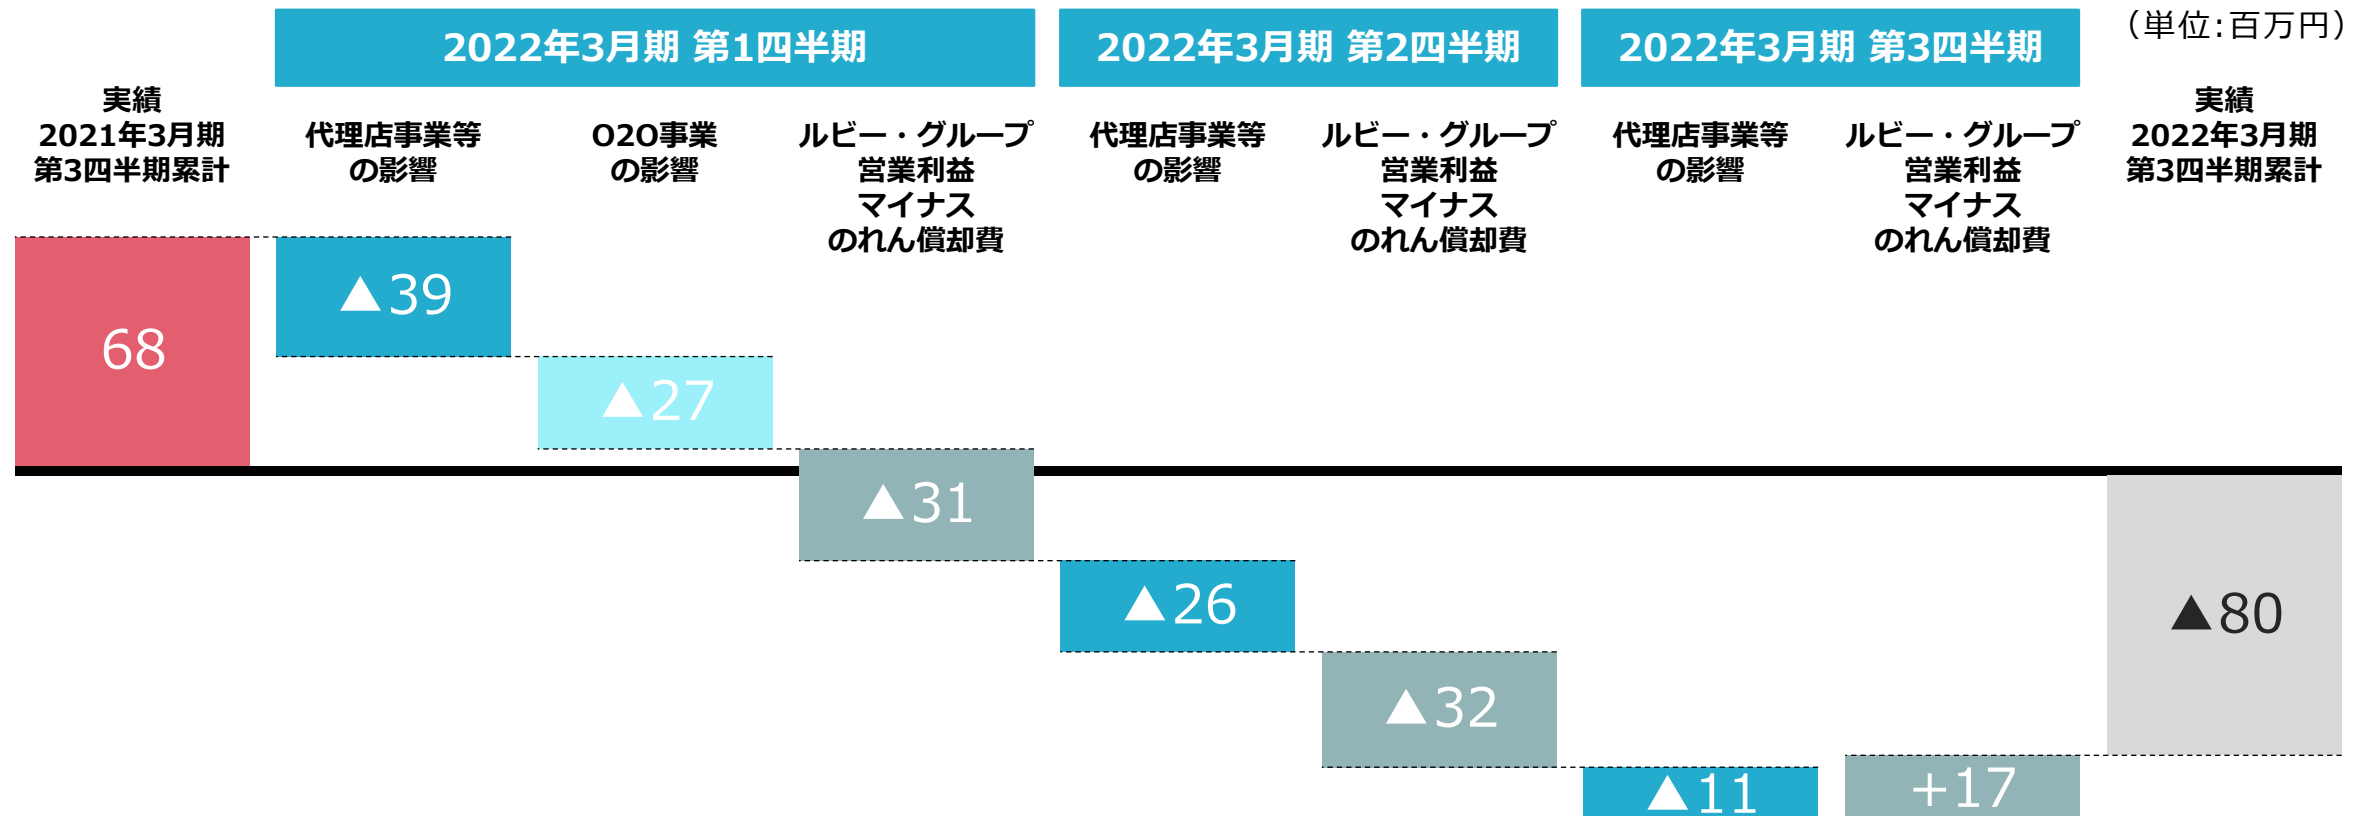 （単位:百万円）
2022年3月期 第1四半期
2022年3月期 第2四半期
2022年3月期 第3四半期
実績
2021年3月期
第3四半期累計
代理店事業等
の影響
O2O事業
の影響
ルビー・グループ
営業利益
マイナス
のれん償却費
代理店事業等
の影響
ルビー・グループ
営業利益
マイナス
のれん償却費
代理店事業等
の影響
ルビー・グループ
営業利益
マイナス
のれん償却費
実績
2022年3月期
第3四半期累計
68
▲39
▲27
▲31
▲26
▲32
▲11
+17
▲80